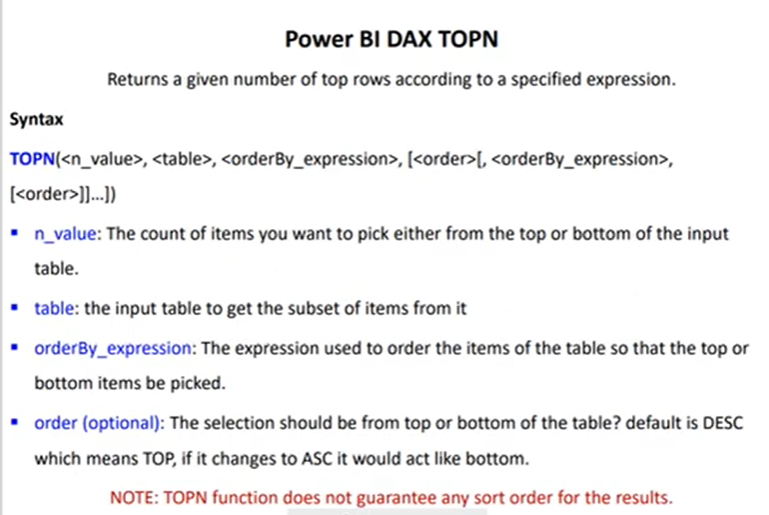 Power BI DAX TOPN
Returns a given number of top rows according to a specified expression.
Syntax
TOPN(<n_value>, <table>, <orderBy_expression>, [<order>[, <orderBy_expression>,
[<order>]]...])
▪ n_value: The count of items you want to pick either from the top or bottom of the input
table.
▪ table: the input table to get the subset of items from it
▪ orderBy_expression: The expression used to order the items of the table so that the top or
bottom items be picked.
▪ order (optional): The selection should be from top or bottom of the table? default is DESC
which means TOP, if it changes to ASC it would act like bottom.
NOTE: TOPN function does not guarantee any sort order for the results.